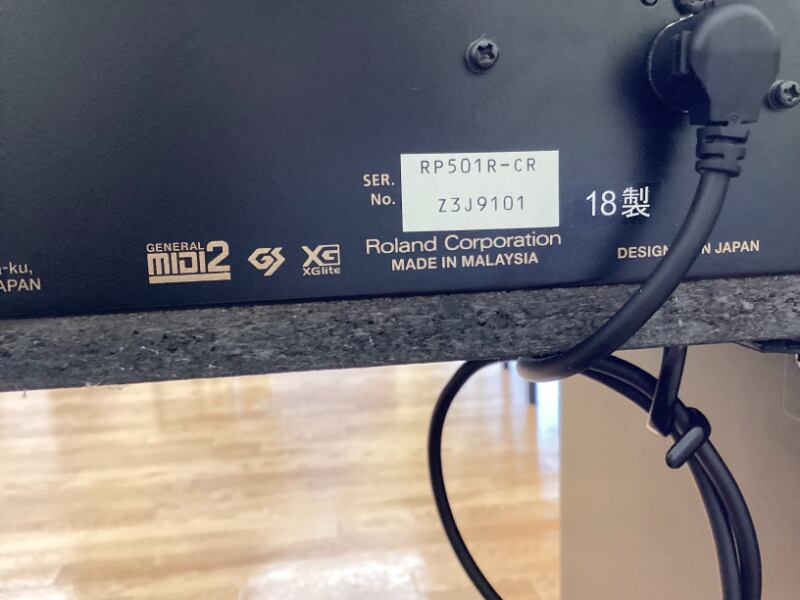 SER. No.
RP501R-CR
Z3J9101
18製
-ku,
APAN
GENERAL
MIDI2
GS
XG
XGlite
Roland Corporation
MADE IN MALAYSIA
DESIGN
N JAPAN